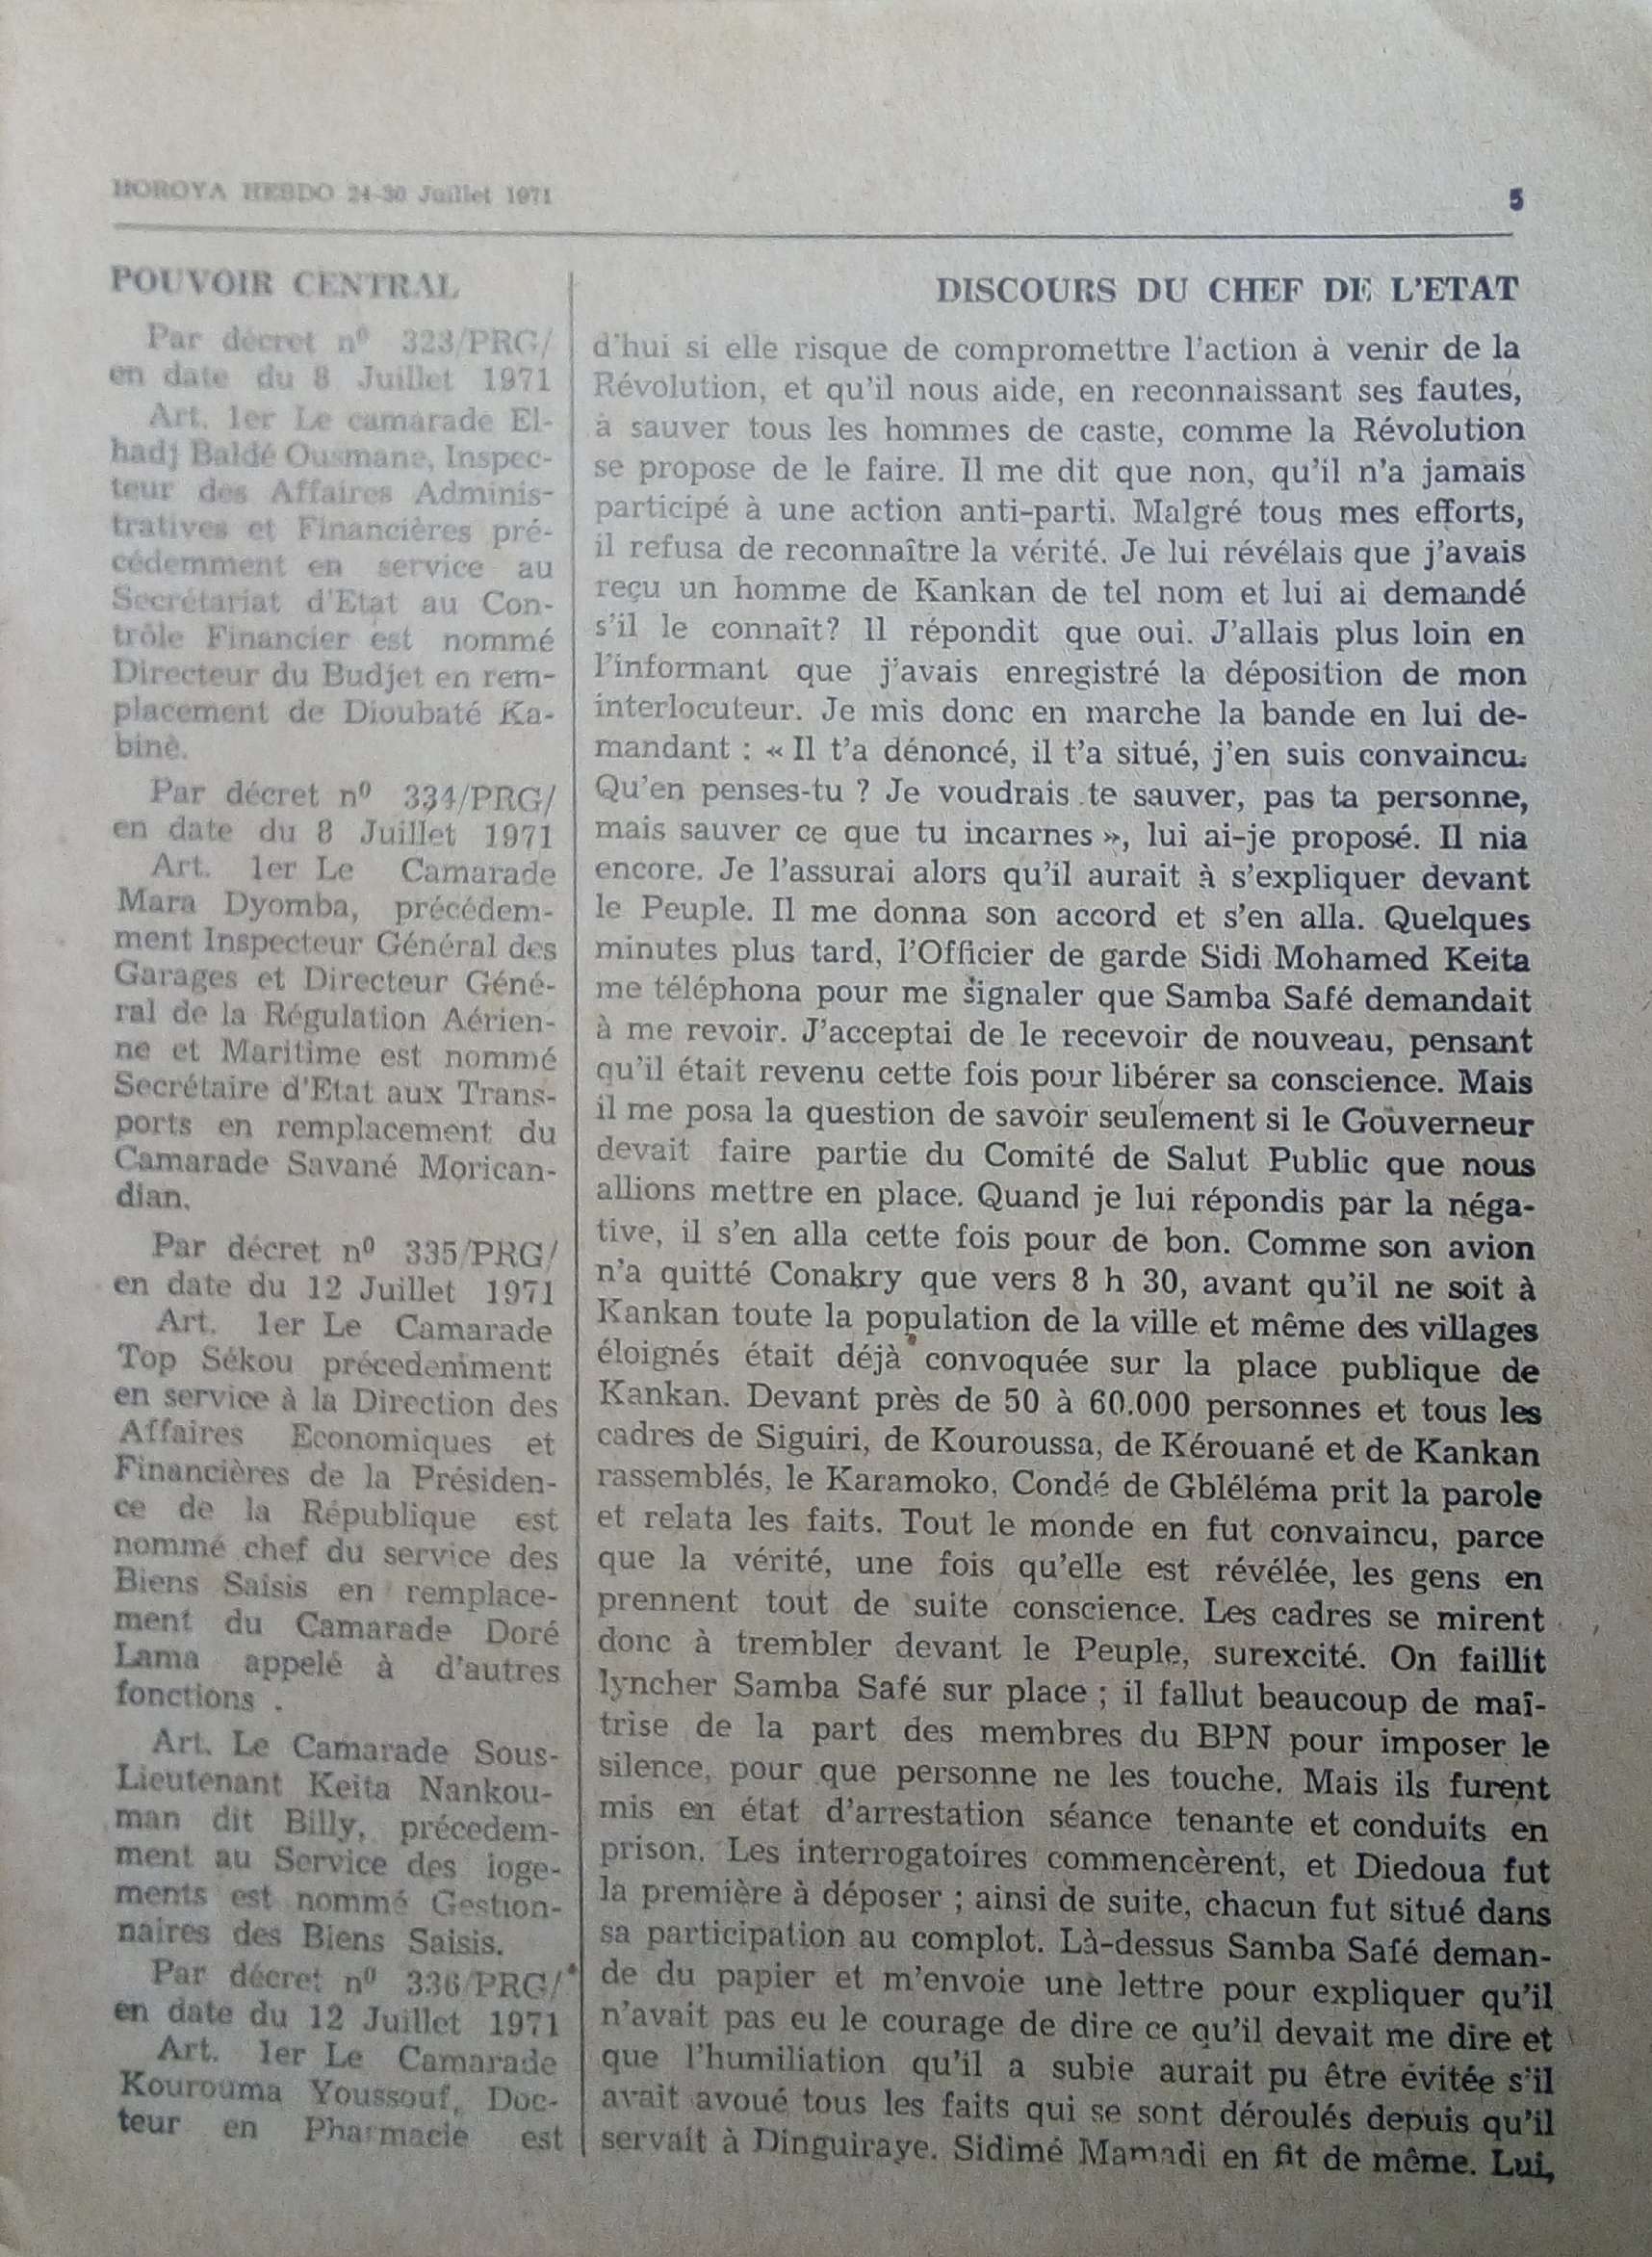 HOROYA HEBDO 24-30 Juillet 1971
5
POUVOIR CENTRAL
Par décret nº 323/PRG/
en date du 8 Juillet 1971
Art. 1er Le camarade El-
hadj Baldé Ousmane, Inspec-
teur des Affaires Adminis-
tratives et Financières pré-
cédemment en service au
Secrétariat d'Etat au Con-
trôle Financier est nommé
Directeur du Budjet en rem-
placement de Dioubaté Ka-
binè.
Par décret nº 334/PRG/
en date du 8 Juillet 1971
Art. 1er Le Camarade
Mara Dyomba, précédem-
ment Inspecteur Général des
Garages et Directeur Géné-
ral de la Régulation Aérien-
ne et Maritime est nommé
Secrétaire d'Etat aux Trans-
ports en remplacement du
Camarade Savané Morican-
dian.
Par décret nº 335/PRG/
en date du 12 Juillet 1971
Art. 1er Le Camarade
Top Sékou précedemment
en service à la Direction des
Affaires Economiques et
Financières de la Présiden-
ce de la République est
nommé chef du service des
Biens Saisis en remplace-
ment du Camarade Doré
Lama appelé à d'autres
fonctions .
Art. Le Camarade Sous-
Lieutenant Keita Nankou-
man dit Billy, précedem-
ment au Service des loge-
ments est nommé Gestion-
naires des Biens Saisis.
Par décret nº 336/PRG/
en date du 12 Juillet 1971
Art. 1er Le Camarade
Kourouma Youssouf, Doc-
teur en Pharmacie est
DISCOURS DU CHEF DE L'ETAT
d'hui si elle risque de compromettre l'action à venir de la
Révolution, et qu'il nous aide, en reconnaissant ses fautes,
à sauver tous les hommes de caste, comme la Révolution
se propose de le faire. Il me dit que non, qu'il n'a jamais
participé à une action anti-parti. Malgré tous mes efforts,
il refusa de reconnaître la vérité. Je lui révélais que j'avais
reçu un homme de Kankan de tel nom et lui ai demandé
s'il le connaît? Il répondit que oui. J'allais plus loin en
l'informant que j'avais enregistré la déposition de mon
interlocuteur. Je mis donc en marche la bande en lui de-
mandant : « Il t'a dénoncé, il t'a situé, j'en suis convaincu.
Qu'en penses-tu ? Je voudrais te sauver, pas ta personne,
mais sauver ce que tu incarnes », lui ai-je proposé. Il nia
encore. Je l'assurai alors qu'il aurait à s'expliquer devant
le Peuple. Il me donna son accord et s'en alla. Quelques
minutes plus tard, l'Officier de garde Sidi Mohamed Keita
me téléphona pour me signaler que Samba Safé demandait
à me revoir. J'acceptai de le recevoir de nouveau, pensant
qu'il était revenu cette fois pour libérer sa conscience. Mais
il me posa la question de savoir seulement si le Gouverneur
devait faire partie du Comité de Salut Public que nous
allions mettre en place. Quand je lui répondis par la néga-
tive, il s'en alla cette fois pour de bon. Comme son avion
n'a quitté Conakry que vers 8 h 30, avant qu'il ne soit à
Kankan toute la population de la ville et même des villages
éloignés était déjà convoquée sur la place publique de
Kankan. Devant près de 50 à 60.000 personnes et tous les
cadres de Siguiri, de Kouroussa, de Kérouané et de Kankan
rassemblés, le Karamoko, Condé de Gbléléma prit la parole
et relata les faits. Tout le monde en fut convaincu, parce
que la vérité, une fois qu'elle est révélée, les gens en
prennent tout de suite conscience. Les cadres se mirent
donc à trembler devant le Peuple, surexcité. On faillit
lyncher Samba Safé sur place ; il fallut beaucoup de maî-
trise de la part des membres du BPN pour imposer le
silence, pour que personne ne les touche. Mais ils furent
mis en état d'arrestation séance tenante et conduits en
prison. Les interrogatoires commencèrent, et Diedoua fut
la première à déposer ; ainsi de suite, chacun fut situé dans
sa participation au complot. Là-dessus Samba Safé deman-
de du papier et m'envoie une lettre pour expliquer qu'il
n'avait pas eu le courage de dire ce qu'il devait me dire et
que l'humiliation qu'il a subie aurait pu être évitée s'il
avait avoué tous les faits qui se sont déroulés depuis qu'il
servait à Dinguiraye. Sidimé Mamadi en fit de même. Lui,